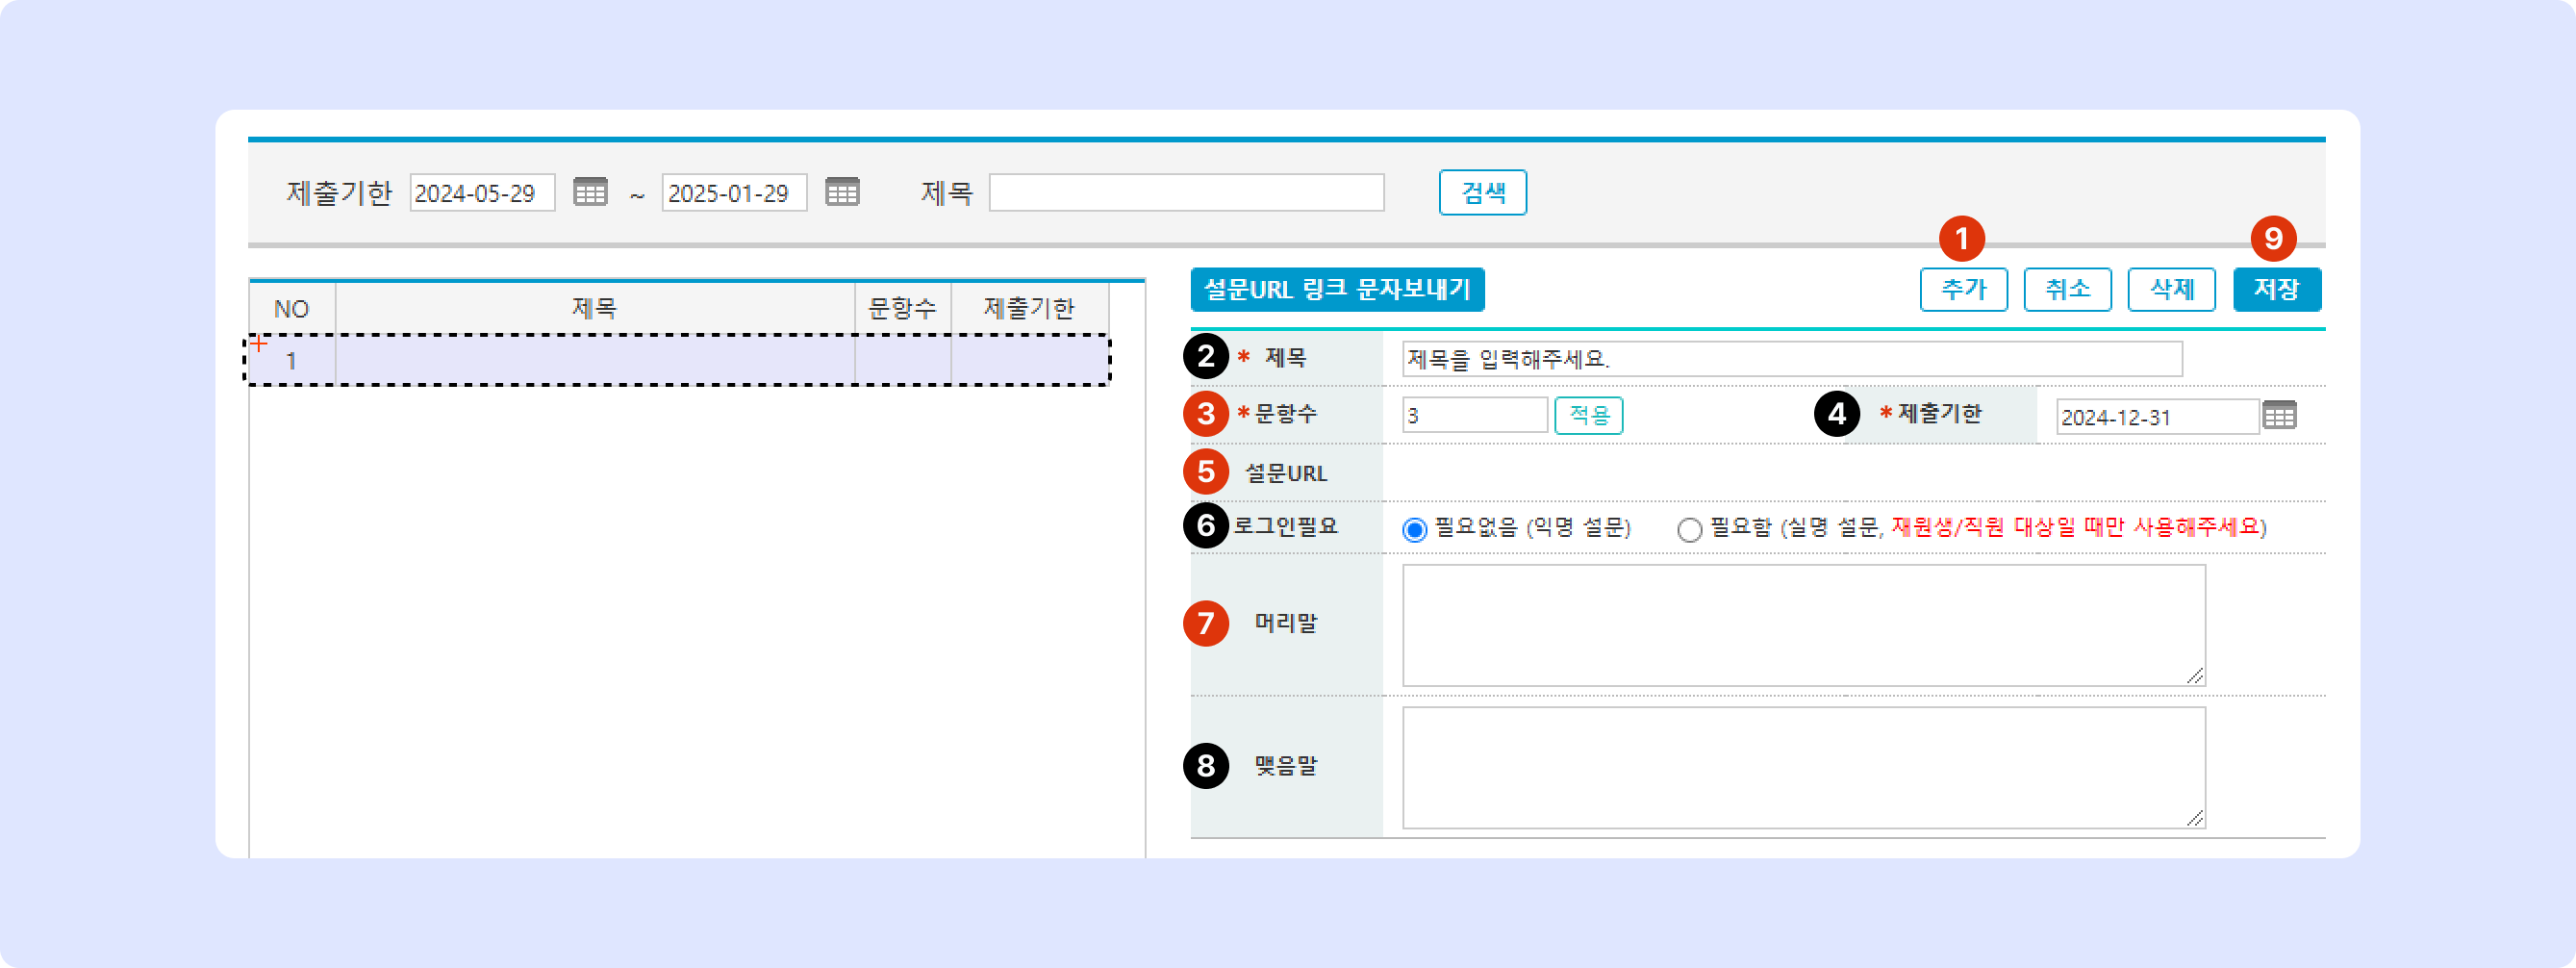 제출기한 2024-05-29 ~ 2025-01-29 제목 검색
1 9
설문URL 링크 문자보내기 추가 취소 삭제 저장
NO 제목 문항수 제출기한
1
2 * 제목 제목을 입력해주세요.
3 * 문항수 3 적용 4 * 제출기한 2024-12-31
5 설문URL
6 로그인필요 필요없음 (익명 설문) 필요함 (실명 설문, 재원생/직원 대상일 때만 사용해주세요)
7 머리말
8 맺음말